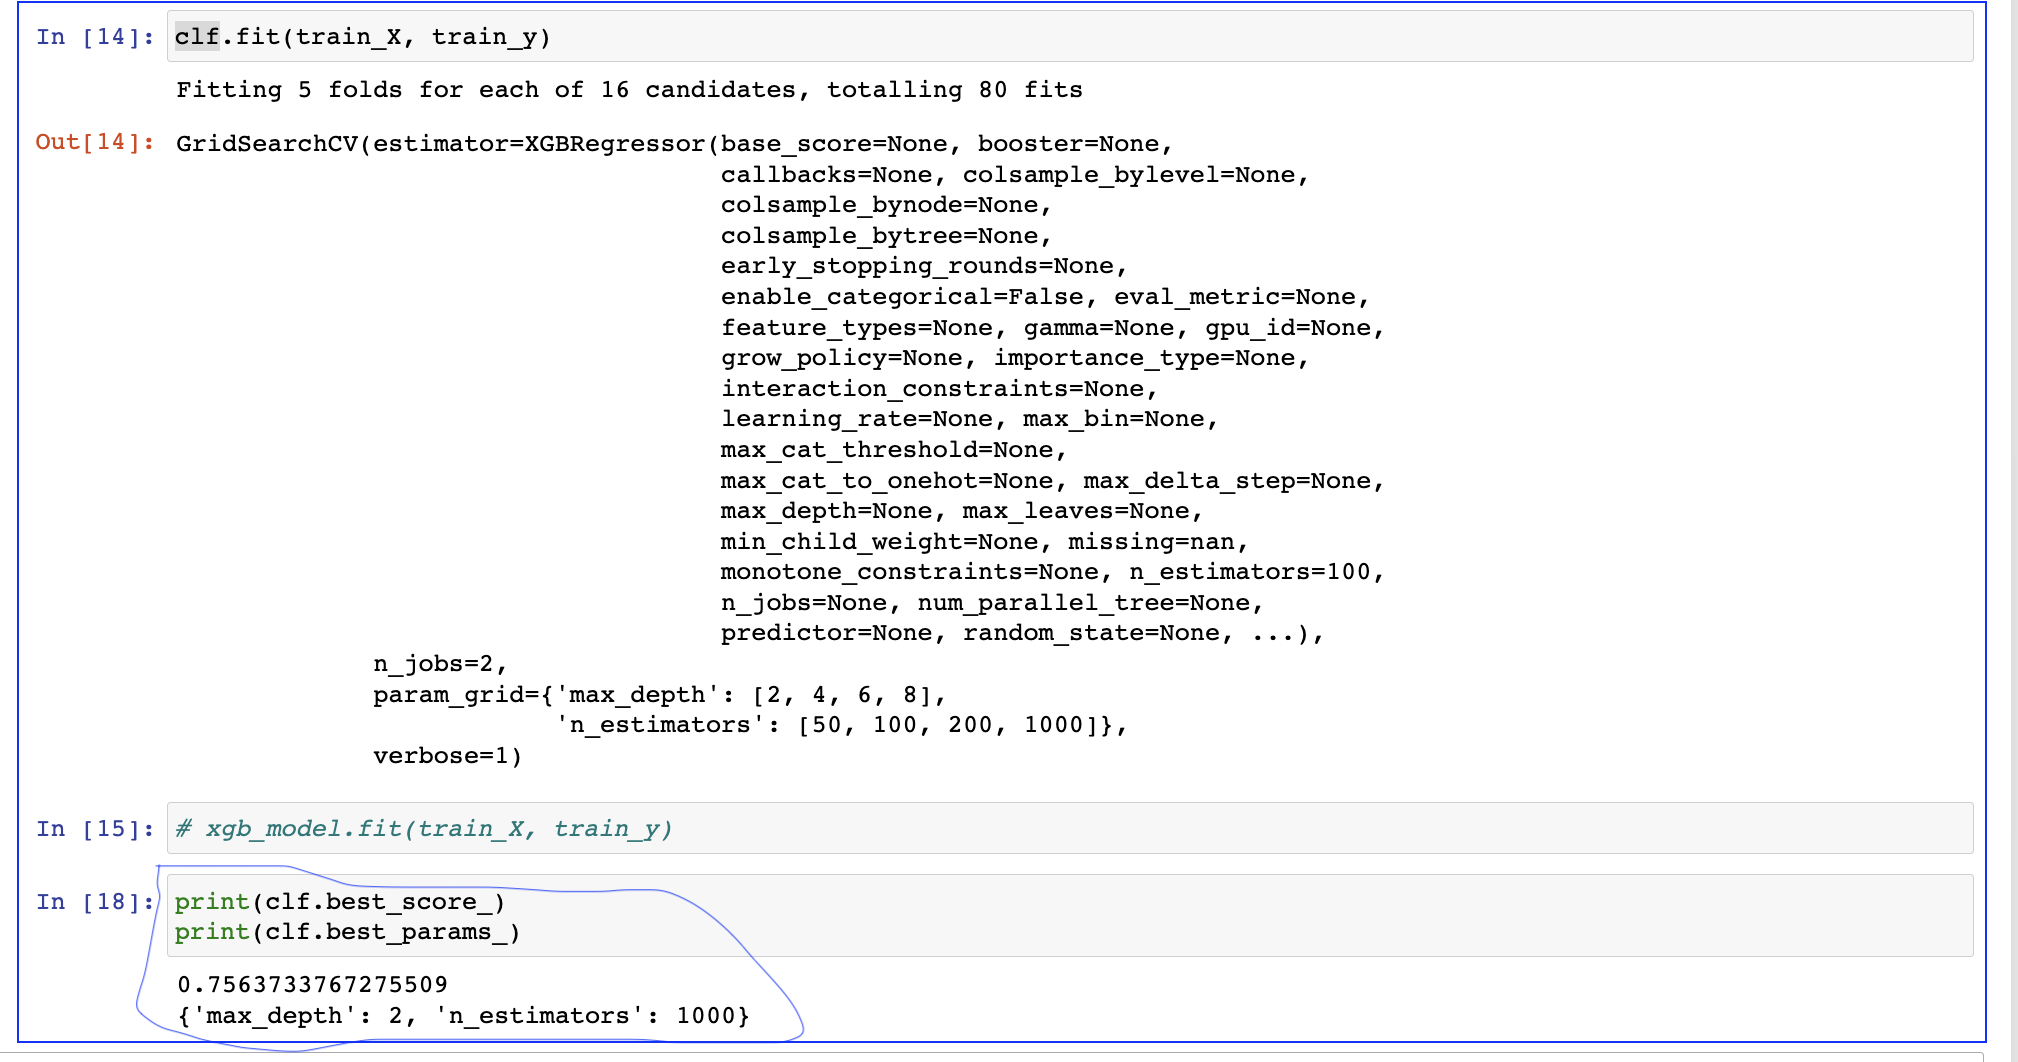 In [14]: clf.fit(train_X, train_y)
Fitting 5 folds for each of 16 candidates, totalling 80 fits
Out[14]: GridSearchCV(estimator=XGBRegressor(base_score=None, booster=None,
callbacks=None, colsample_bylevel=None,
colsample_bynode=None,
colsample_bytree=None,
early_stopping_rounds=None,
enable_categorical=False, eval_metric=None,
feature_types=None, gamma=None, gpu_id=None,
grow_policy=None, importance_type=None,
interaction_constraints=None,
learning_rate=None, max_bin=None,
max_cat_threshold=None,
max_cat_to_onehot=None, max_delta_step=None,
max_depth=None, max_leaves=None,
min_child_weight=None, missing=nan,
monotone_constraints=None, n_estimators=100,
n_jobs=None, num_parallel_tree=None,
predictor=None, random_state=None, ...),
n_jobs=2,
param_grid={'max_depth': [2, 4, 6, 8],
'n_estimators': [50, 100, 200, 1000]},
verbose=1)
In [15]: # xgb_model.fit(train_X, train_y)
In [18]: print(clf.best_score_)
print(clf.best_params_)
0.7563733767275509
{'max_depth': 2, 'n_estimators': 1000}